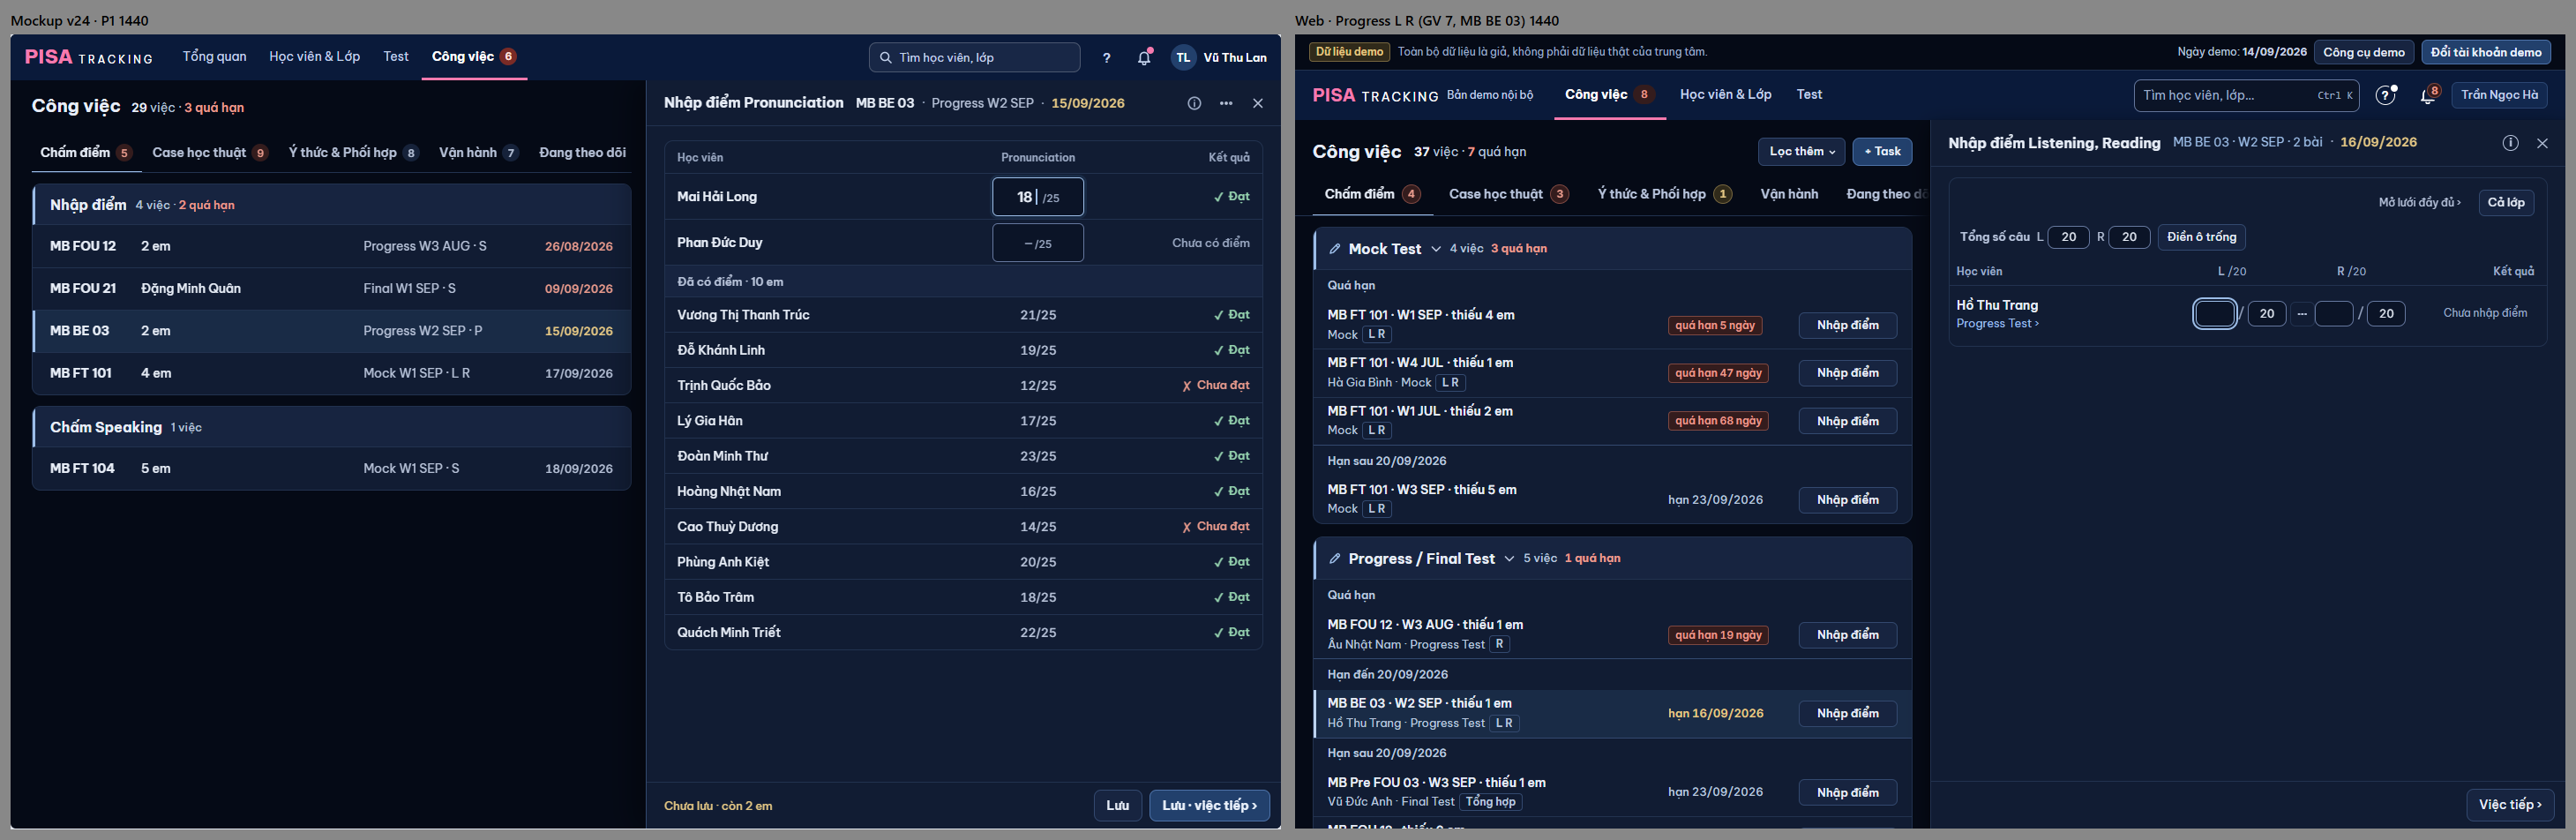 Mockup v24 · P1 1440
PISA TRACKING Tổng quan Học viên & Lớp Test Công việc 6 Tìm học viên, lớp ? TL Vũ Thu Lan
Công việc 29 việc · 3 quá hạn
Chấm điểm 5 Case học thuật 9 Ý thức & Phối hợp 8 Vận hành 7 Đang theo dõi
Nhập điểm 4 việc · 2 quá hạn
MB FOU 12 2 em Progress W3 AUG · S 26/08/2026
MB FOU 21 Đặng Minh Quân Final W1 SEP · S 09/09/2026
MB BE 03 2 em Progress W2 SEP · P 15/09/2026
MB FT 101 4 em Mock W1 SEP · L R 17/09/2026
Chấm Speaking 1 việc
MB FT 104 5 em Mock W1 SEP · S 18/09/2026
Nhập điểm Pronunciation MB BE 03 · Progress W2 SEP · 15/09/2026
Học viên Pronunciation Kết quả
Mai Hải Long 18 /25 ✓ Đạt
Phan Đức Duy –/25 Chưa có điểm
Đã có điểm · 10 em
Vương Thị Thanh Trúc 21/25 ✓ Đạt
Đỗ Khánh Linh 19/25 ✓ Đạt
Trịnh Quốc Bảo 12/25 ✗ Chưa đạt
Lý Gia Hân 17/25 ✓ Đạt
Đoàn Minh Thư 23/25 ✓ Đạt
Hoàng Nhật Nam 16/25 ✓ Đạt
Cao Thuỳ Dương 14/25 ✗ Chưa đạt
Phùng Anh Kiệt 20/25 ✓ Đạt
Tô Bảo Trâm 18/25 ✓ Đạt
Quách Minh Triết 22/25 ✓ Đạt
Chưa lưu · còn 2 em Lưu Lưu · việc tiếp ›
Web · Progress L R (GV 7, MB BE 03) 1440
Dữ liệu demo Toàn bộ dữ liệu là giả, không phải dữ liệu thật của trung tâm. Ngày demo: 14/09/2026 Công cụ demo Đổi tài khoản demo
PISA TRACKING Bản demo nội bộ Công việc 8 Học viên & Lớp Test Tìm học viên, lớp... Ctrl K ? 8 Trần Ngọc Hà
Công việc 37 việc · 7 quá hạn Lọc thêm + Task
Chấm điểm 4 Case học thuật 3 Ý thức & Phối hợp 1 Vận hành Đang theo dõ
Mock Test 4 việc 3 quá hạn
Quá hạn
MB FT 101 · W1 SEP · thiếu 4 em quá hạn 5 ngày Nhập điểm
Mock L R
MB FT 101 · W4 JUL · thiếu 1 em quá hạn 47 ngày Nhập điểm
Hà Gia Bình · Mock L R
MB FT 101 · W1 JUL · thiếu 2 em quá hạn 68 ngày Nhập điểm
Mock L R
Hạn sau 20/09/2026
MB FT 101 · W3 SEP · thiếu 5 em hạn 23/09/2026 Nhập điểm
Mock L R
Progress / Final Test 5 việc 1 quá hạn
Quá hạn
MB FOU 12 · W3 AUG · thiếu 1 em quá hạn 19 ngày Nhập điểm
Âu Nhật Nam · Progress Test R
Hạn đến 20/09/2026
MB BE 03 · W2 SEP · thiếu 1 em hạn 16/09/2026 Nhập điểm
Hồ Thu Trang · Progress Test L R
Hạn sau 20/09/2026
MB Pre FOU 03 · W3 SEP · thiếu 1 em hạn 23/09/2026 Nhập điểm
Vũ Đức Anh · Final Test Tổng hợp
Nhập điểm Listening, Reading MB BE 03 · W2 SEP · 2 bài · 16/09/2026
Mở lưới đầy đủ › Cả lớp
Tổng số câu L 20 R 20 Điền ô trống
Học viên L /20 R /20 Kết quả
Hồ Thu Trang / 20 ··· / 20 Chưa nhập điểm
Progress Test ›
Việc tiếp ›